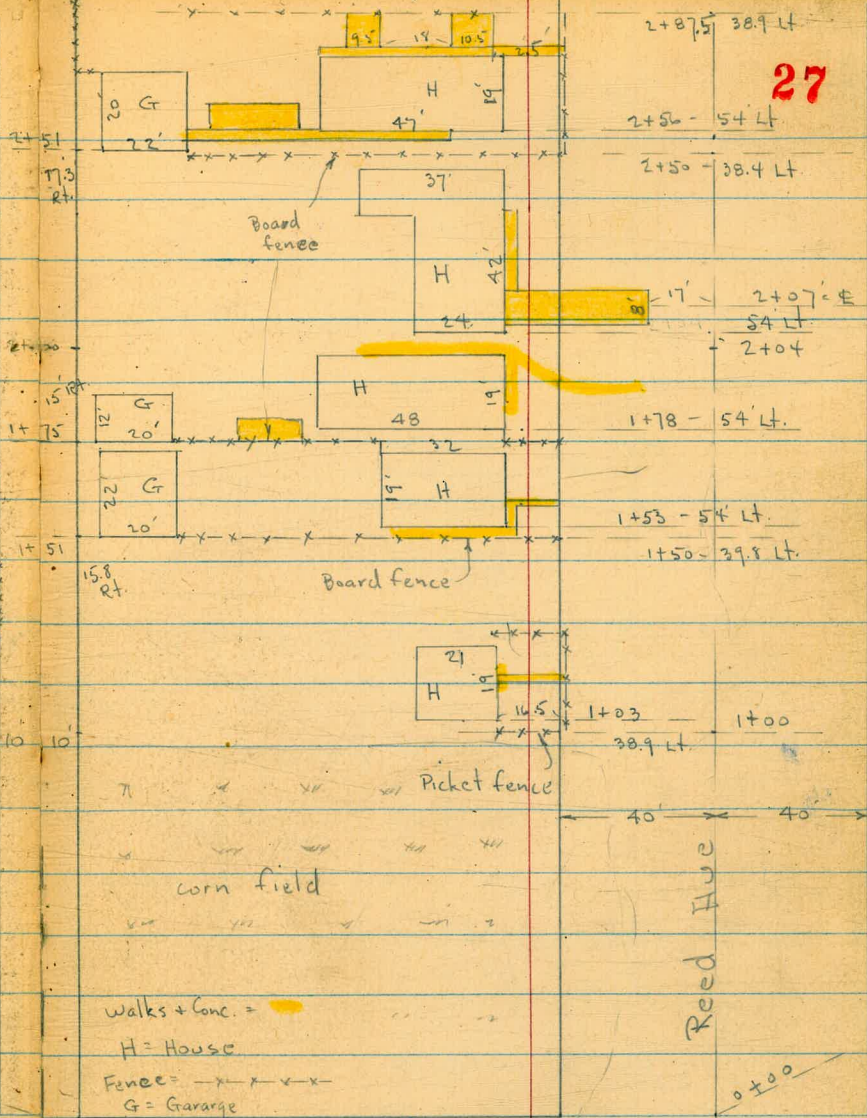 2+87.5 38.9 Lt
27
9.5 18 10.5 2.5'
20 G H 19'
47'
2+56 - 54' Lt
2+51 22'
2+50 - 38.4 Lt
17.3
Rt.
37'
Board
fence
H 42'
17' 2+07' ℄
8'
24. 54' Lt
2+00 2+04
15' Rt.
H 19'
12' G
20' 48 1+78 - 54' Lt.
1+75
32
22' G 19' H
20' 1+53 - 54' Lt.
1+51 1+50 - 39.8 Lt.
15.8
Rt.
Board fence
21
H 19
16.5 1+03 1+00
10 10' 38.9 Lt.
Picket fence
40' 40'
corn field
Reed Hue
Walks + Conc. =
H = House
Fence = -x-x-x-x-
G = Gararge
0+00